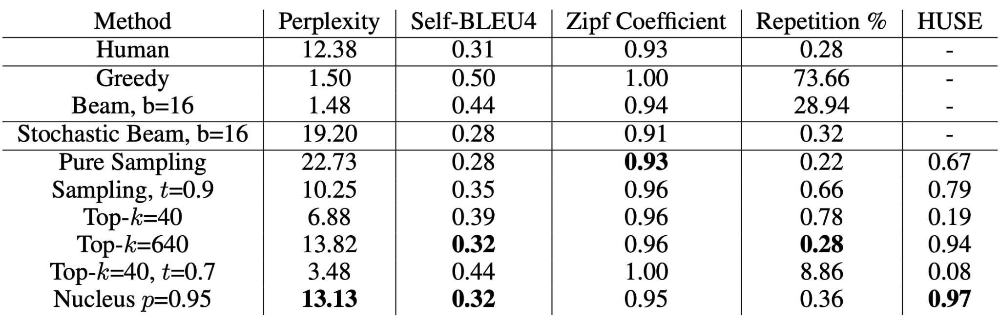 Method Perplexity Self-BLEU4 Zipf Coefficient Repetition % HUSE
Human 12.38 0.31 0.93 0.28 -
Greedy 1.50 0.50 1.00 73.66 -
Beam, b=16 1.48 0.44 0.94 28.94 -
Stochastic Beam, b=16 19.20 0.28 0.91 0.32 -
Pure Sampling 22.73 0.28 0.93 0.22 0.67
Sampling, t=0.9 10.25 0.35 0.96 0.66 0.79
Top-k=40 6.88 0.39 0.96 0.78 0.19
Top-k=640 13.82 0.32 0.96 0.28 0.94
Top-k=40, t=0.7 3.48 0.44 1.00 8.86 0.08
Nucleus p=0.95 13.13 0.32 0.95 0.36 0.97